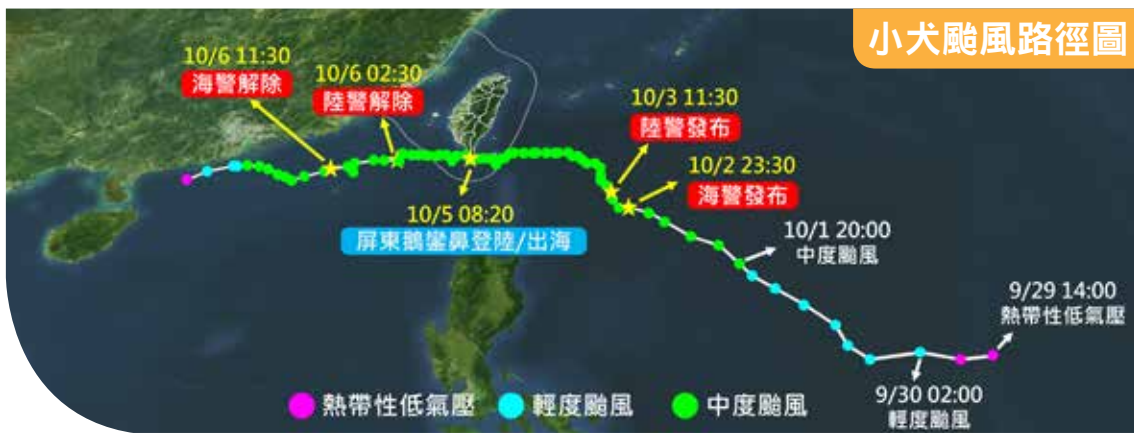 小犬颱風路徑圖
10/6 11:30
海警解除
10/6 02:30
陸警解除
10/3 11:30
陸警發布
10/2 23:30
海警發布
10/5 08:20
屏東鵝鑾鼻登陸/出海
10/1 20:00
中度颱風
9/29 14:00
熱帶性低氣壓
9/30 02:00
輕度颱風
熱帶性低氣壓
輕度颱風
中度颱風